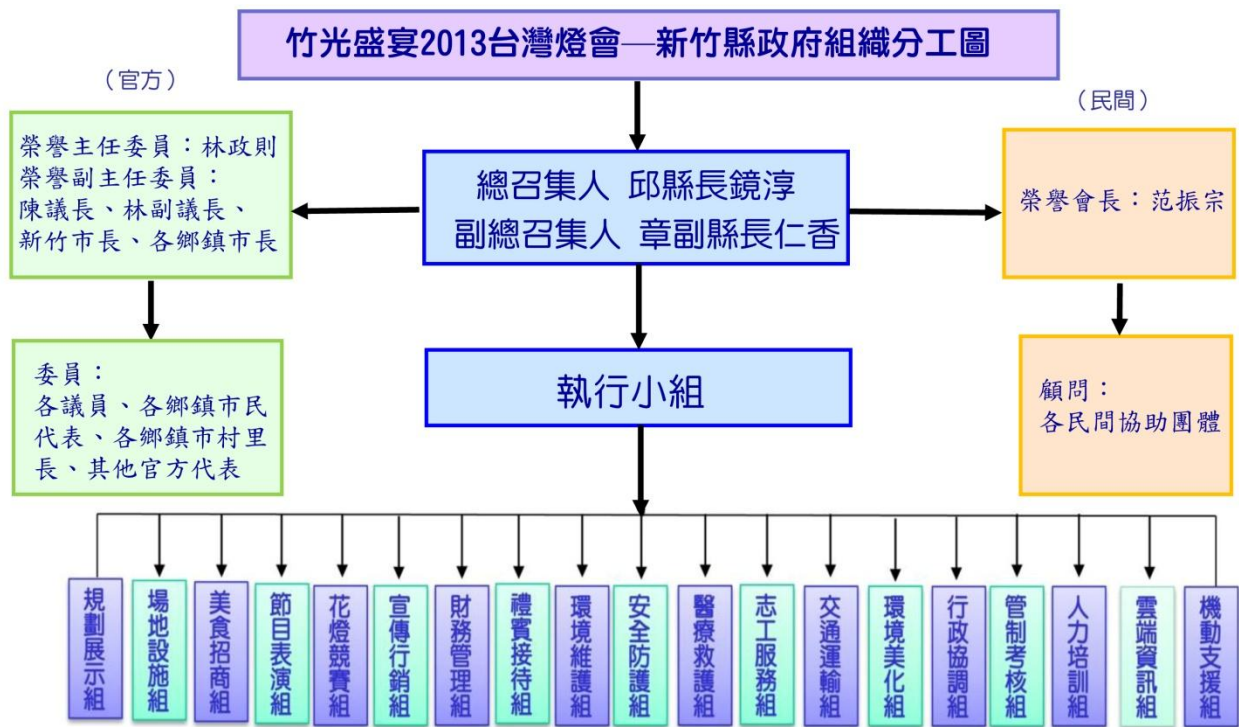 竹光盛宴2013台灣燈會—新竹縣政府組織分工圖
（官方）
（民間）
榮譽主任委員：林政則
榮譽副主任委員：
陳議長、林副議長、
新竹市長、各鄉鎮市長
總召集人 邱縣長鏡淳
副總召集人 章副縣長仁香
榮譽會長：范振宗
委員：
各議員、各鄉鎮市民
代表、各鄉鎮市村里
長、其他官方代表
執行小組
顧問：
各民間協助團體
規劃展示組
場地設施組
美食招商組
節目表演組
花燈競賽組
宣傳行銷組
財務管理組
禮賓接待組
環境維護組
安全防護組
醫療救護組
志工服務組
交通運輸組
環境美化組
行政協調組
管制考核組
人力培訓組
雲端資訊組
機動支援組